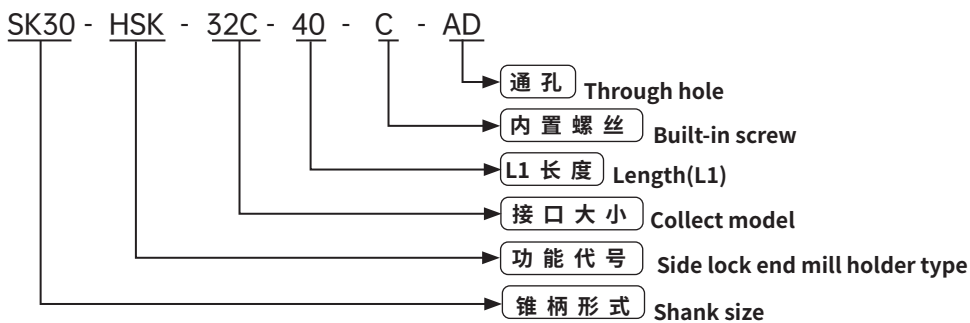 SK30 - HSK - 32C - 40 - C - AD
通孔 Through hole
内置螺丝 Built-in screw
L1长度 Length(L1)
接口大小 Collect model
功能代号 Side lock end mill holder type
锥柄形式 Shank size